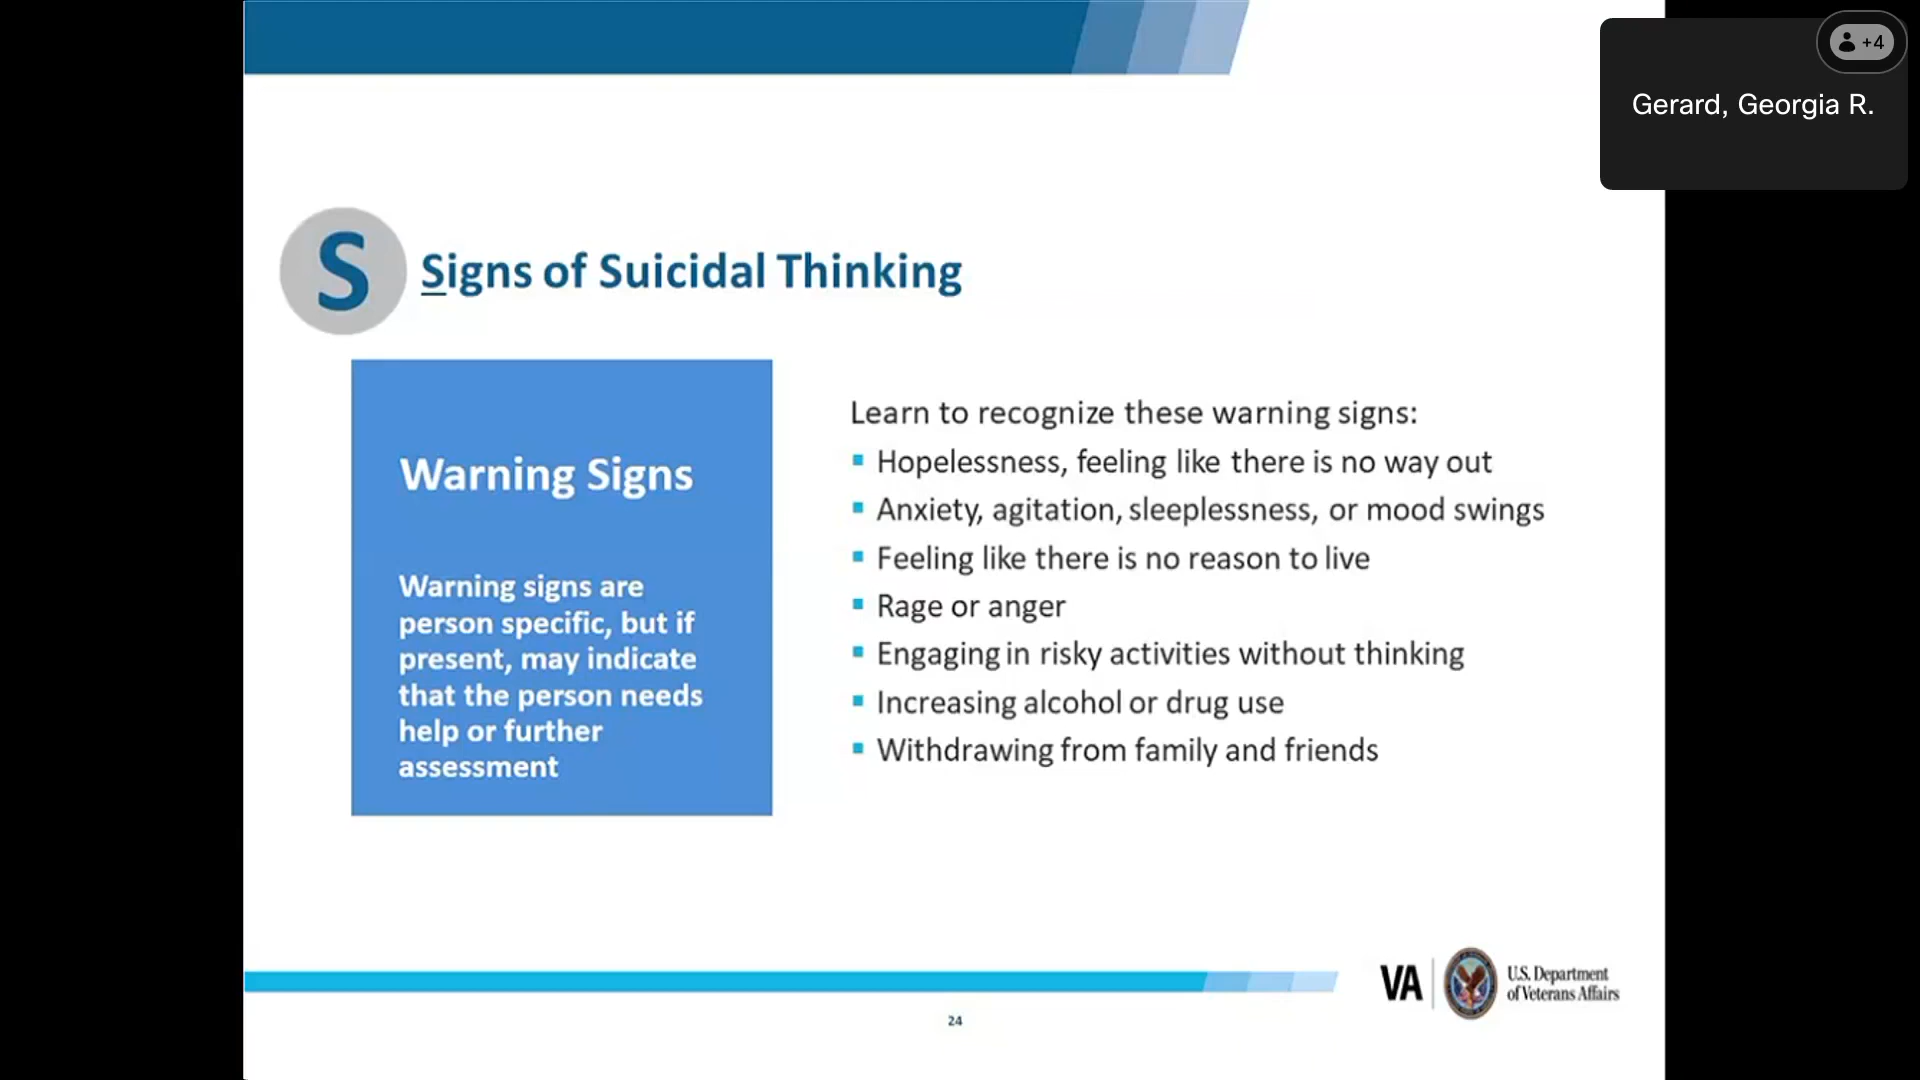 +4
Gerard, Georgia R.
S
Signs of Suicidal Thinking
Warning Signs
Warning signs are
person specific, but if
present, may indicate
that the person needs
help or further
assessment
Learn to recognize these warning signs:
▪ Hopelessness, feeling like there is no way out
▪ Anxiety, agitation, sleeplessness, or mood swings
▪ Feeling like there is no reason to live
▪ Rage or anger
▪ Engaging in risky activities without thinking
▪ Increasing alcohol or drug use
▪ Withdrawing from family and friends
VA
U.S. Department
of Veterans Affairs
24